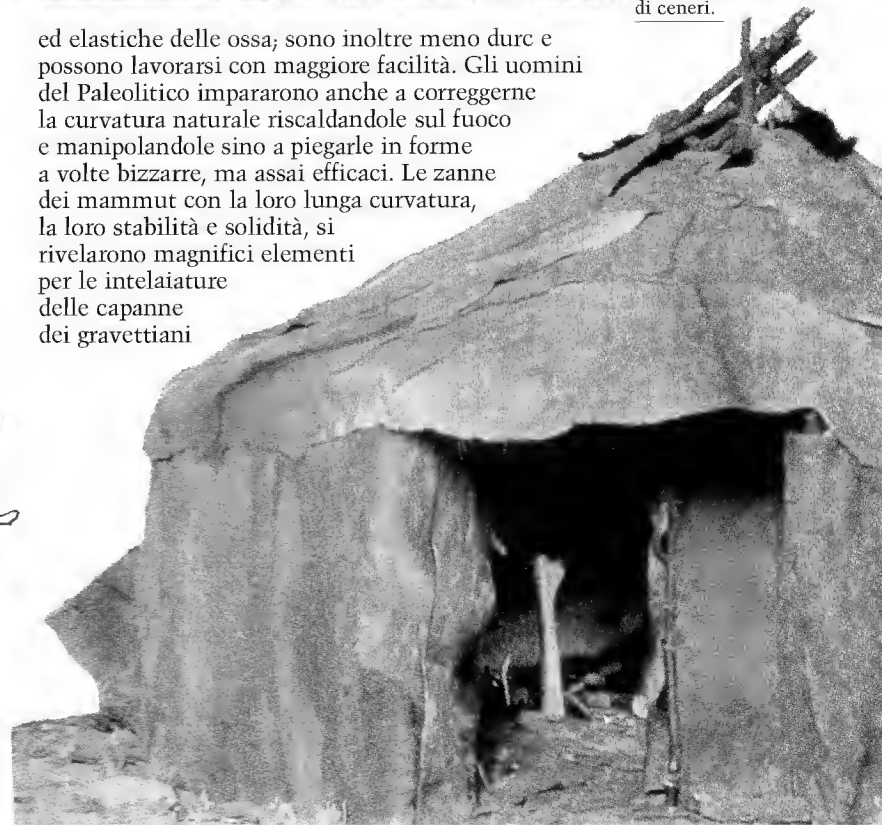 di ceneri.
ed elastiche delle ossa; sono inoltre meno dure e
possono lavorarsi con maggiore facilità. Gli uomini
del Paleolitico impararono anche a correggerne
la curvatura naturale riscaldandole sul fuoco
e manipolandole sino a piegarle in forme
a volte bizzarre, ma assai efficaci. Le zanne
dei mammut con la loro lunga curvatura,
la loro stabilità e solidità, si
rivelarono magnifici elementi
per le intelaiature
delle capanne
dei gravettiani